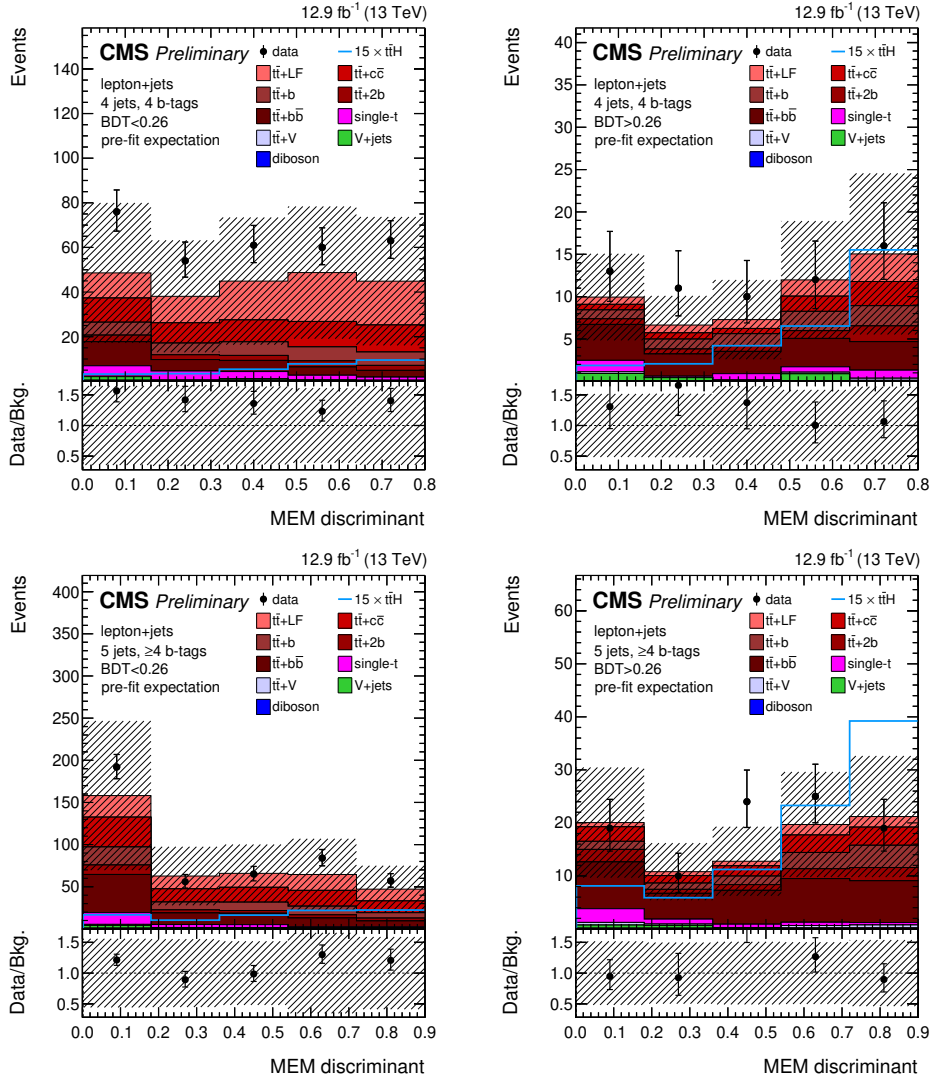 12.9 fb⁻¹ (13 TeV)
Events
CMS Preliminary
lepton+jets
4 jets, 4 b-tags
BDT<0.26
pre-fit expectation
data
15 × tt̄H
tt̄+LF
tt̄+cc̄
tt̄+b
tt̄+2b
tt̄+bb̄
single-t
tt̄+V
V+jets
diboson
140
120
100
80
60
40
20
Data/Bkg.
1.5
1.0
0.5
0.0 0.1 0.2 0.3 0.4 0.5 0.6 0.7 0.8
MEM discriminant
12.9 fb⁻¹ (13 TeV)
Events
CMS Preliminary
lepton+jets
4 jets, 4 b-tags
BDT>0.26
pre-fit expectation
data
15 × tt̄H
tt̄+LF
tt̄+cc̄
tt̄+b
tt̄+2b
tt̄+bb̄
single-t
tt̄+V
V+jets
diboson
40
35
30
25
20
15
10
5
Data/Bkg.
1.5
1.0
0.5
0.0 0.1 0.2 0.3 0.4 0.5 0.6 0.7 0.8
MEM discriminant
12.9 fb⁻¹ (13 TeV)
Events
CMS Preliminary
lepton+jets
5 jets, ≥4 b-tags
BDT<0.26
pre-fit expectation
data
15 × tt̄H
tt̄+LF
tt̄+cc̄
tt̄+b
tt̄+2b
tt̄+bb̄
single-t
tt̄+V
V+jets
diboson
400
350
300
250
200
150
100
50
Data/Bkg.
1.5
1.0
0.5
0.0 0.1 0.2 0.3 0.4 0.5 0.6 0.7 0.8 0.9
MEM discriminant
12.9 fb⁻¹ (13 TeV)
Events
CMS Preliminary
lepton+jets
5 jets, ≥4 b-tags
BDT>0.26
pre-fit expectation
data
15 × tt̄H
tt̄+LF
tt̄+cc̄
tt̄+b
tt̄+2b
tt̄+bb̄
single-t
tt̄+V
V+jets
diboson
60
50
40
30
20
10
Data/Bkg.
1.5
1.0
0.5
0.0 0.1 0.2 0.3 0.4 0.5 0.6 0.7 0.8 0.9
MEM discriminant